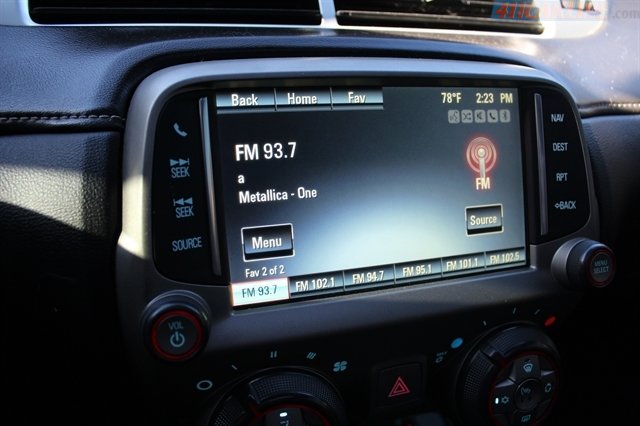 Back Home Fav 78°F 2:23 PM
FM 93.7
a
Metallica - One
FM
Menu
Source
Fav 2 of 2
FM 93.7 FM 102.1 FM 94.7 FM 95.1 FM 101.1 FM 102.5
SEEK
SEEK
SOURCE
VOL
NAV
DEST
RPT
BACK
MENU
SELECT